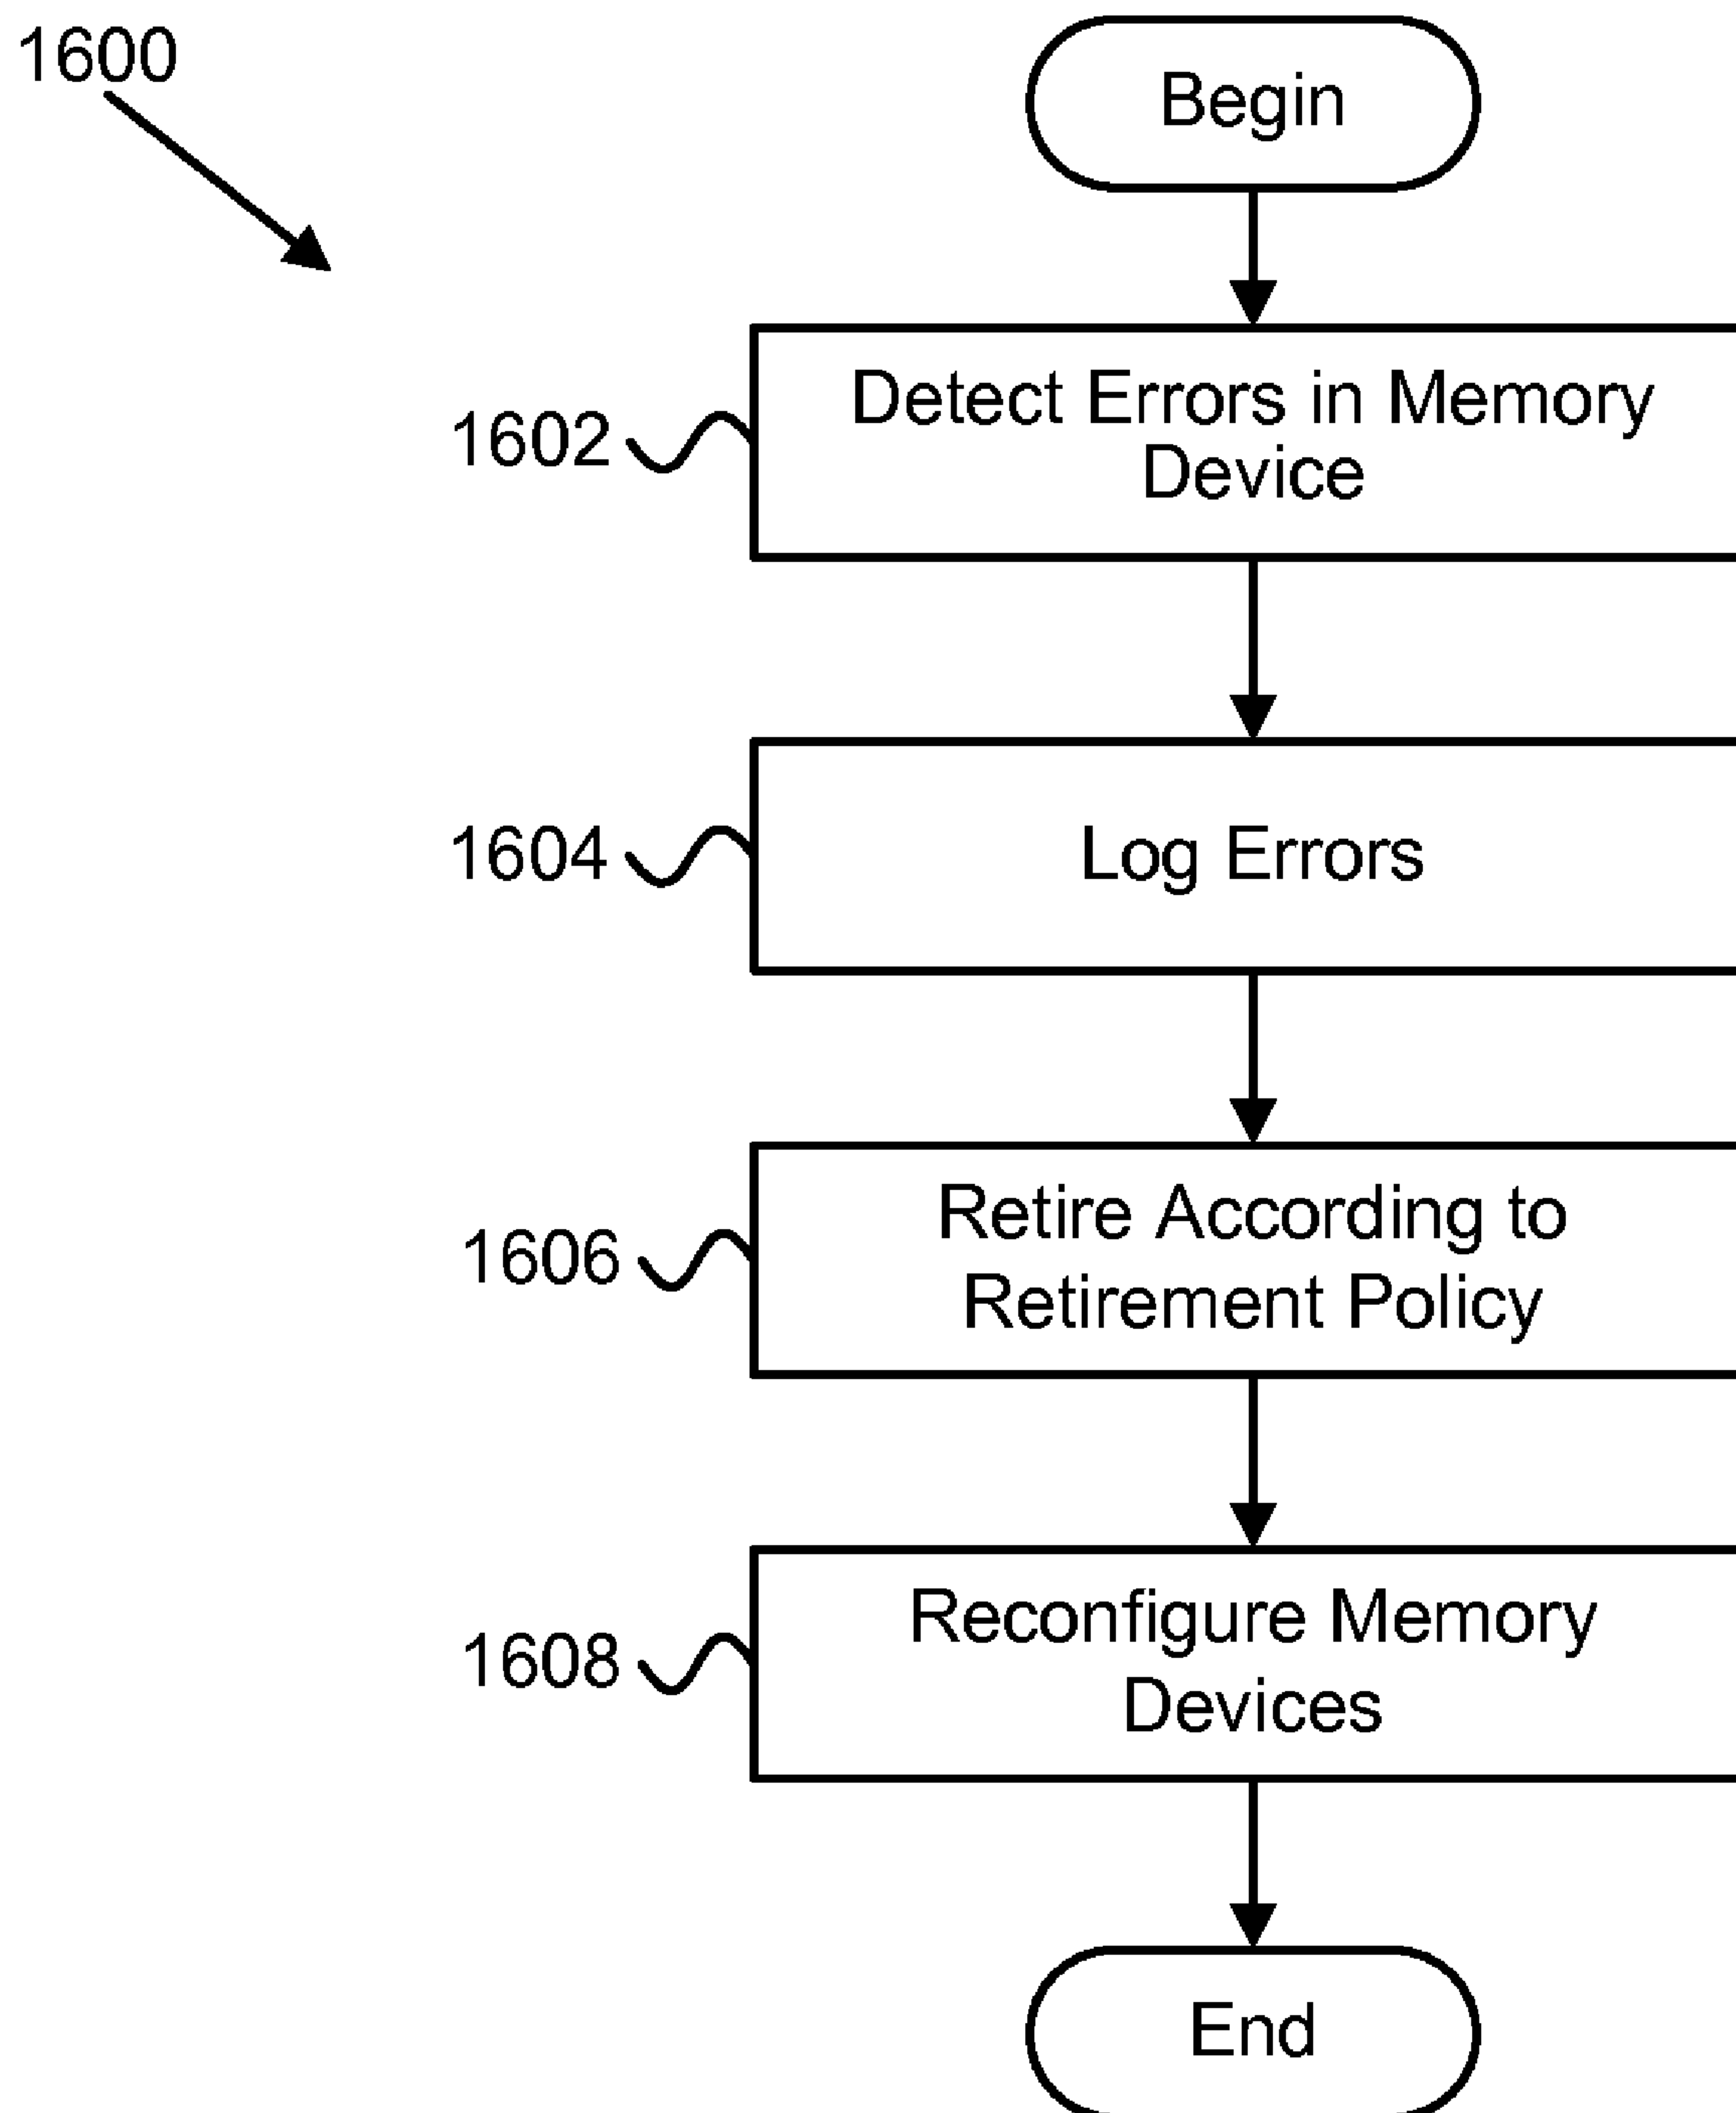 1600
Begin
1602
Detect Errors in Memory
Device
1604
Log Errors
1606
Retire According to
Retirement Policy
1608
Reconfigure Memory
Devices
End